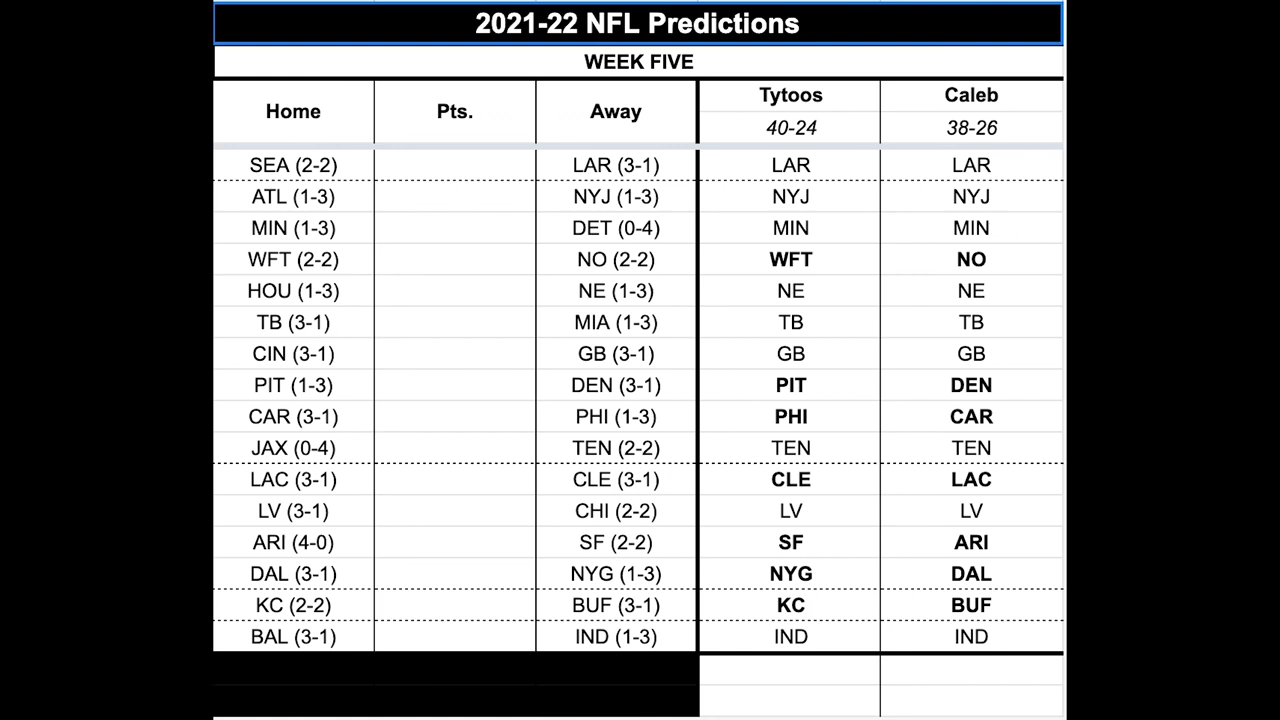 2021-22 NFL Predictions
WEEK FIVE
Home Pts. Away Tytoos Caleb
40-24 38-26
SEA (2-2) LAR (3-1) LAR LAR
ATL (1-3) NYJ (1-3) NYJ NYJ
MIN (1-3) DET (0-4) MIN MIN
WFT (2-2) NO (2-2) WFT NO
HOU (1-3) NE (1-3) NE NE
TB (3-1) MIA (1-3) TB TB
CIN (3-1) GB (3-1) GB GB
PIT (1-3) DEN (3-1) PIT DEN
CAR (3-1) PHI (1-3) PHI CAR
JAX (0-4) TEN (2-2) TEN TEN
LAC (3-1) CLE (3-1) CLE LAC
LV (3-1) CHI (2-2) LV LV
ARI (4-0) SF (2-2) SF ARI
DAL (3-1) NYG (1-3) NYG DAL
KC (2-2) BUF (3-1) KC BUF
BAL (3-1) IND (1-3) IND IND